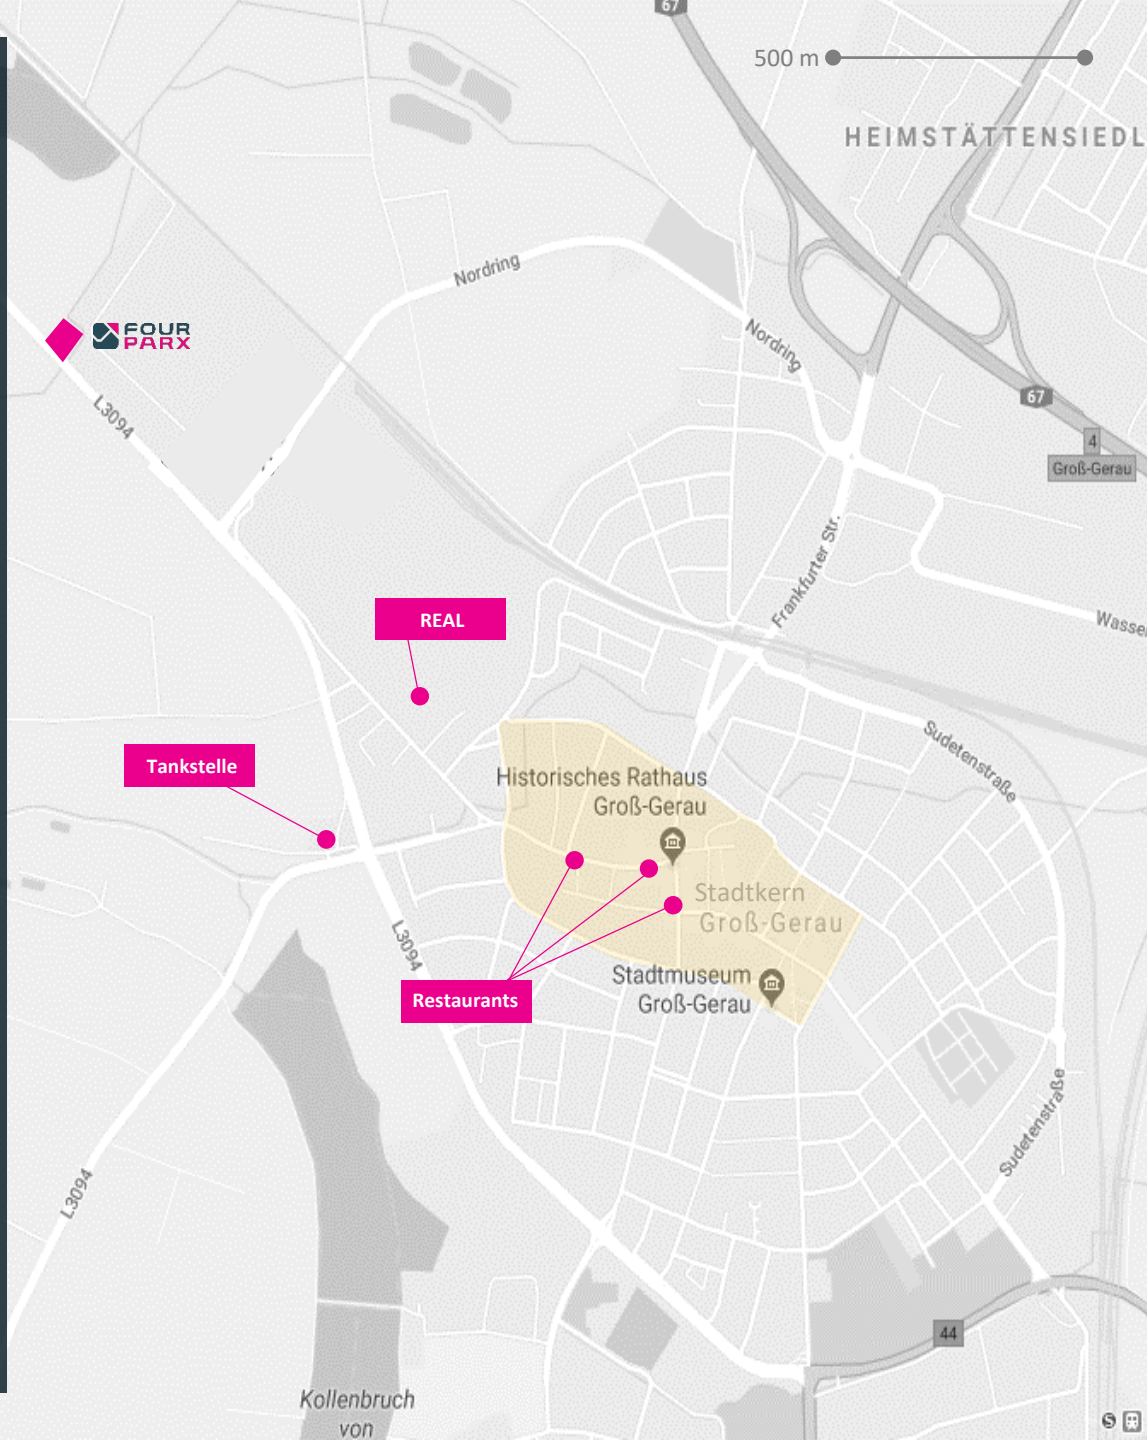 67
500 m
HEIMSTÄTTENSIEDL
Nordring
FOUR
PARX
Nordring
L3094
67
4
Groß-Gerau
Frankfurter Str.
REAL
Wasser
Sudetenstraße
Tankstelle
Historisches Rathaus
Groß-Gerau
Stadtkern
Groß-Gerau
L3094
Stadtmuseum
Groß-Gerau
Restaurants
Sudetenstraße
L3094
44
Kollenbruch
von
S